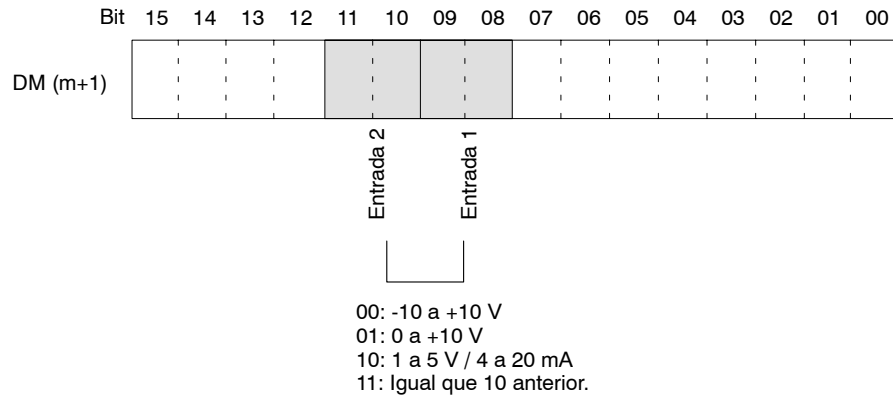 Bit 15 14 13 12 11 10 09 08 07 06 05 04 03 02 01 00
DM (m+1)
Entrada 2
Entrada 1
00: -10 a +10 V
01: 0 a +10 V
10: 1 a 5 V / 4 a 20 mA
11: Igual que 10 anterior.